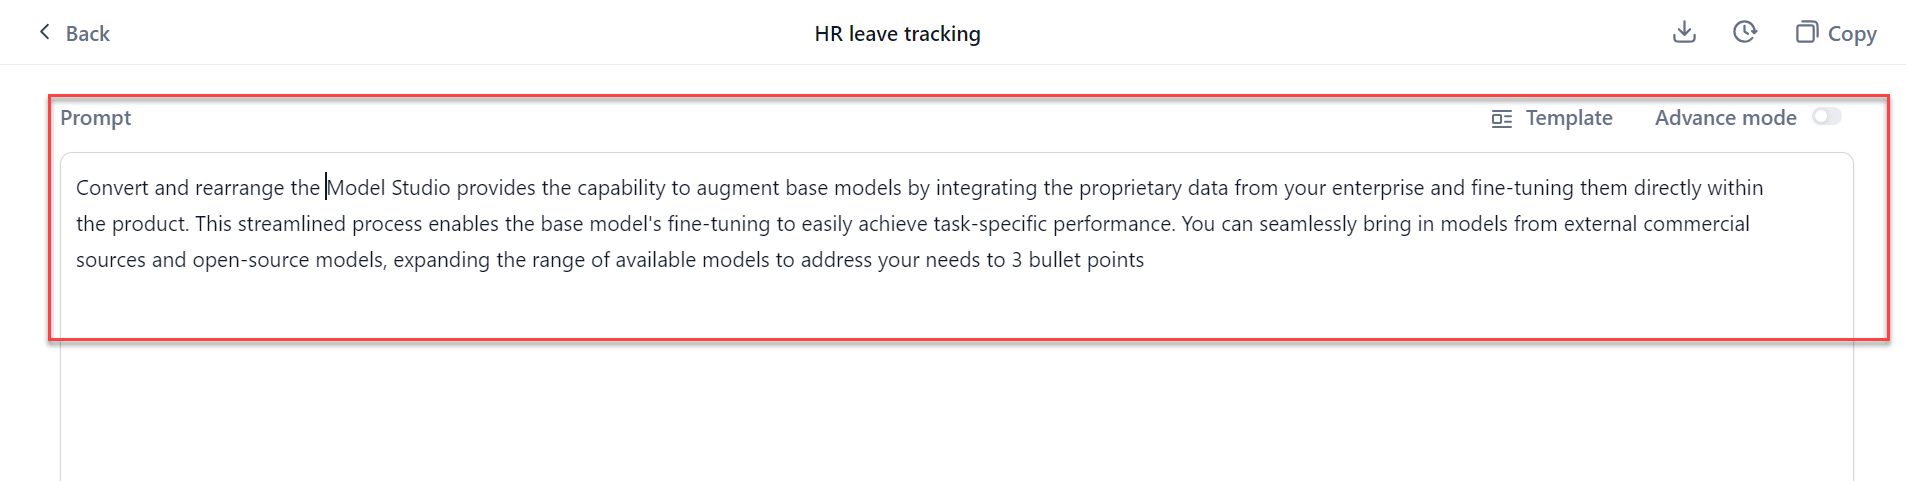 Back
HR leave tracking
Copy
Prompt
Template
Advance mode
Convert and rearrange the Model Studio provides the capability to augment base models by integrating the proprietary data from your enterprise and fine-tuning them directly within
the product. This streamlined process enables the base model's fine-tuning to easily achieve task-specific performance. You can seamlessly bring in models from external commercial
sources and open-source models, expanding the range of available models to address your needs to 3 bullet points